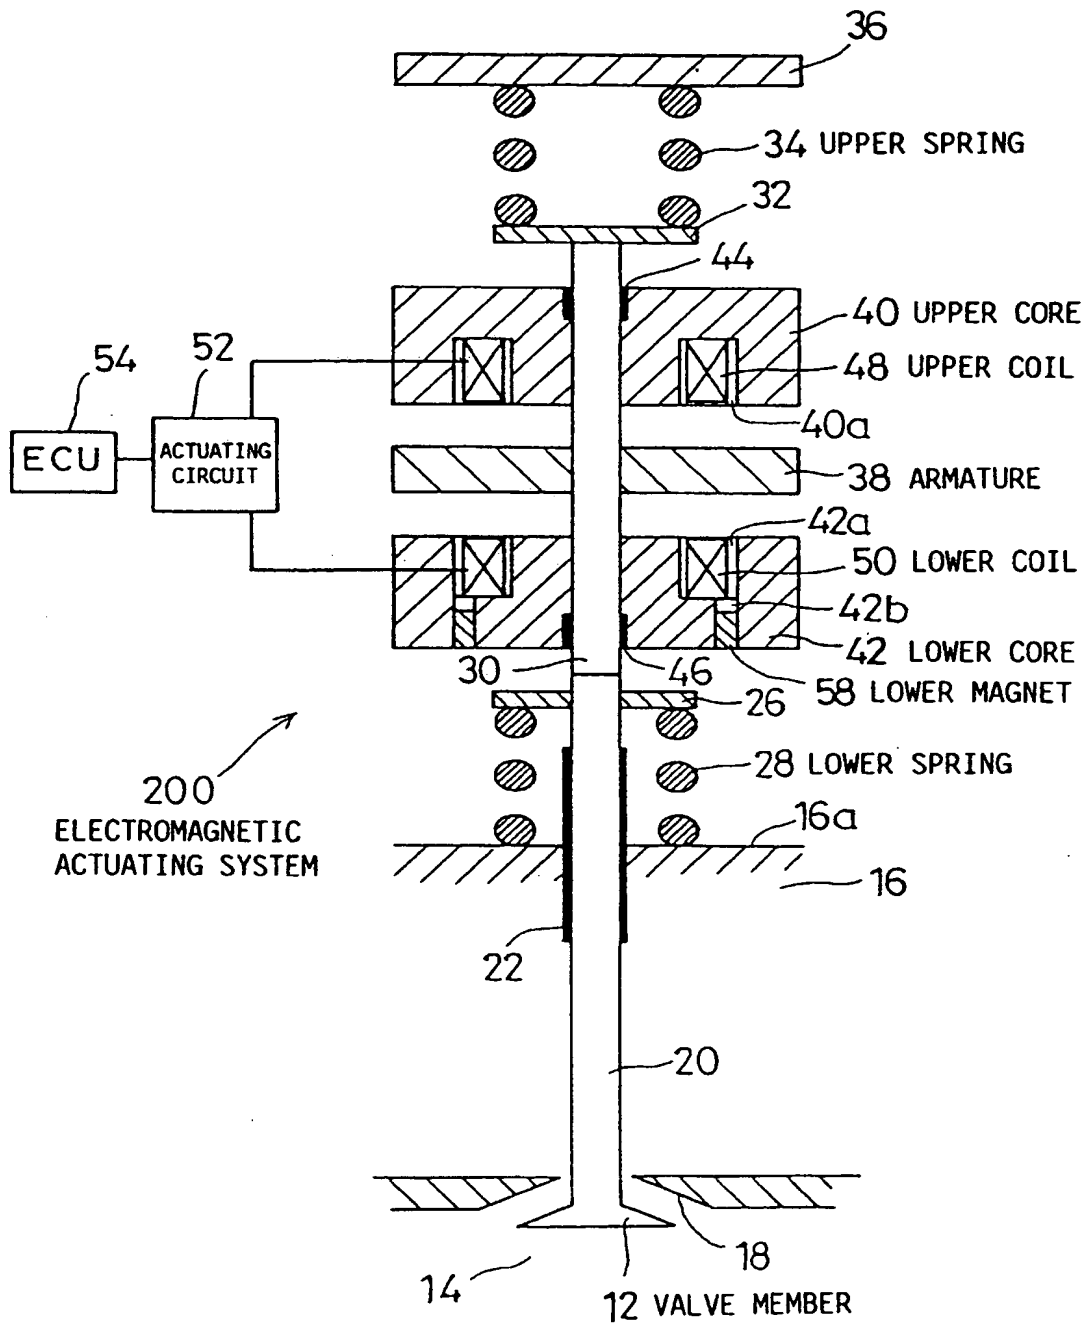 36
34 UPPER SPRING
32
44
40 UPPER CORE
54
52
48 UPPER COIL
40a
ECU
ACTUATING
CIRCUIT
38 ARMATURE
42a
50 LOWER COIL
42b
42 LOWER CORE
30
46
58 LOWER MAGNET
26
28 LOWER SPRING
200
ELECTROMAGNETIC
ACTUATING SYSTEM
16a
16
22
20
18
14
12 VALVE MEMBER